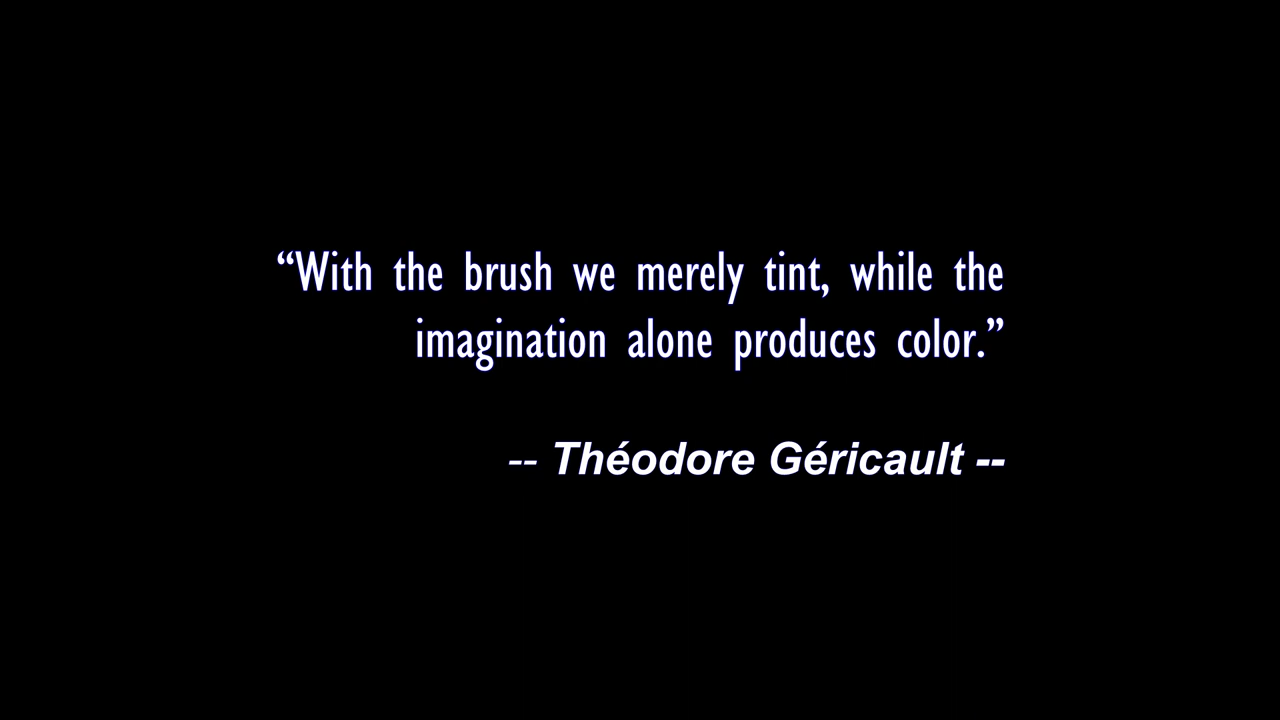 “With the brush we merely tint, while the
imagination alone produces color.”
-- Théodore Géricault --